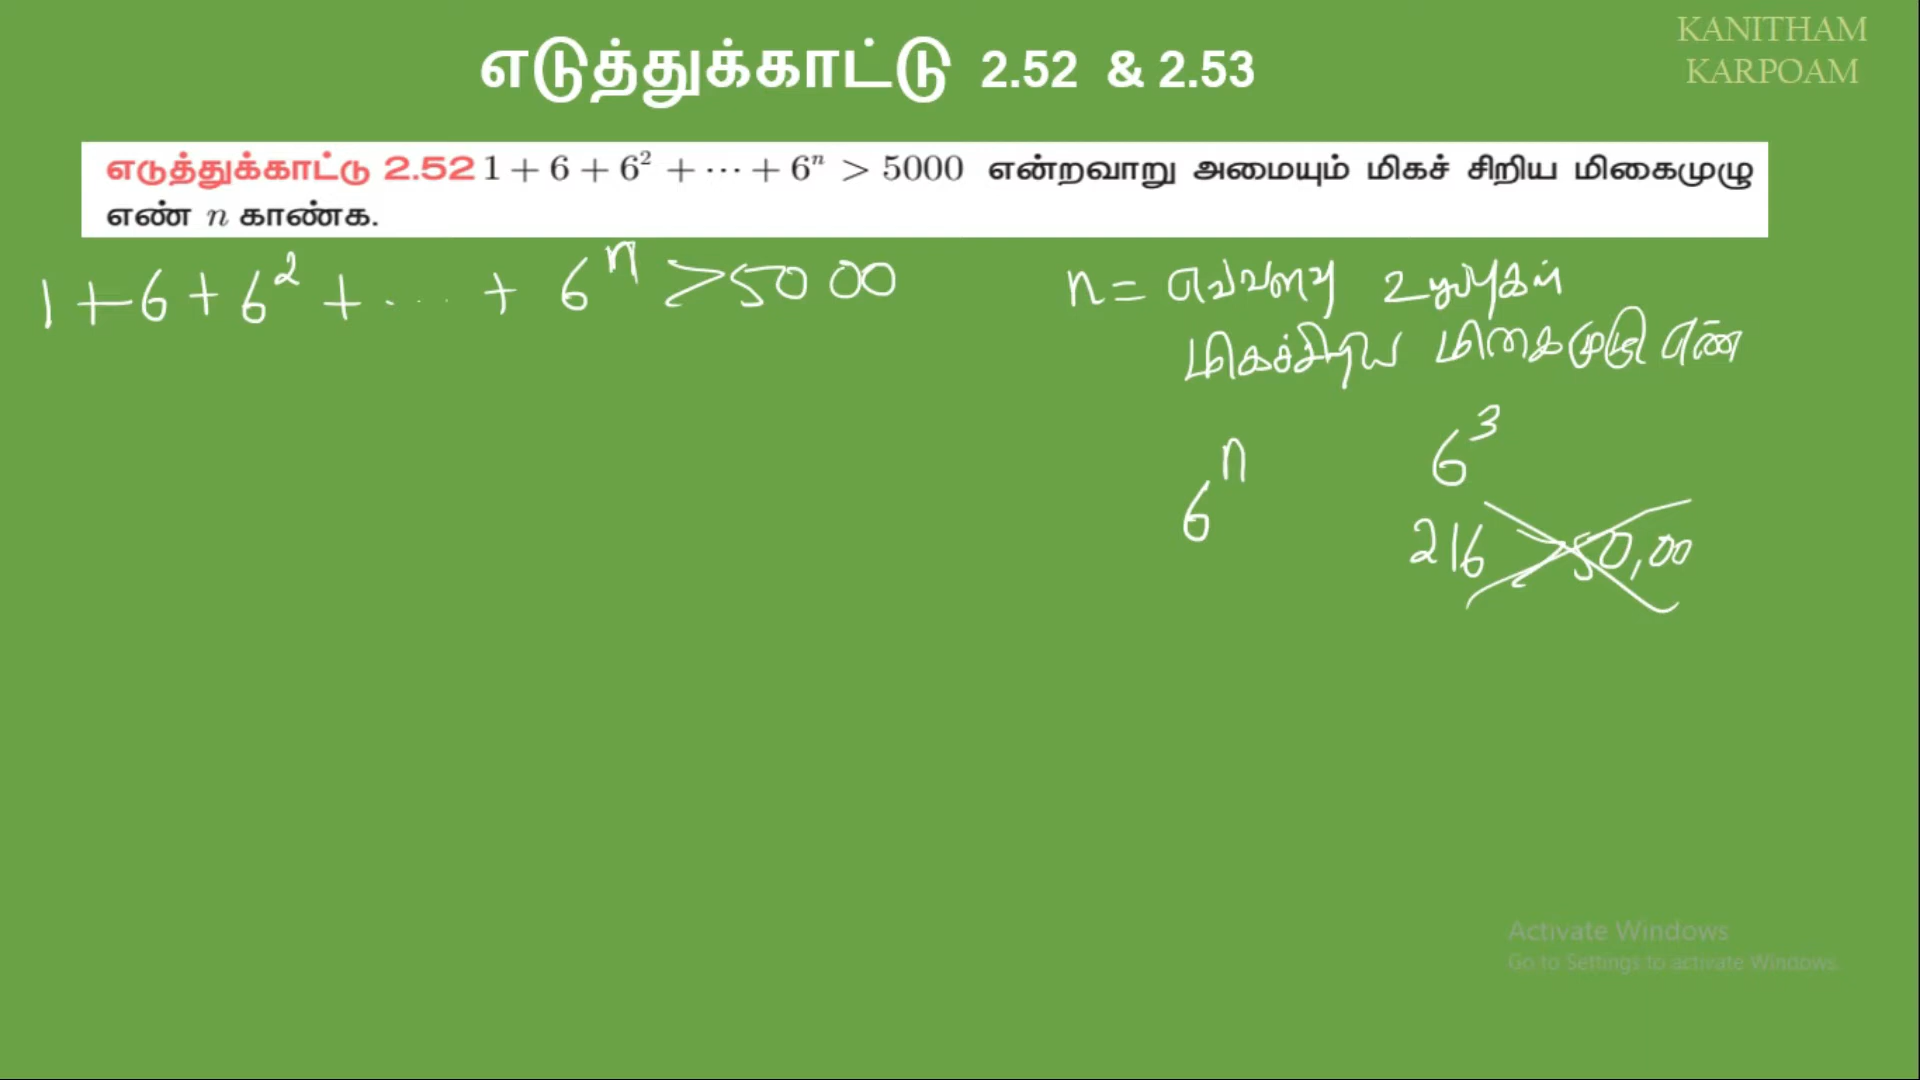 KANITHAM
KARPOAM
எடுத்துக்காட்டு 2.52 & 2.53
எடுத்துக்காட்டு 2.52 1 + 6 + 6² + ⋯ + 6ⁿ > 5000 என்றவாறு அமையும் மிகச் சிறிய மிகைமுழு
எண் n காண்க.
1 + 6 + 6² + .... + 6ⁿ > 5000
n = எவ்வளவு உறுப்புகள்
மிகச்சிறிய மிகைமுழு எண்
6ⁿ
6³
216 > 50,00
Activate Windows
Go to Settings to activate Windows.